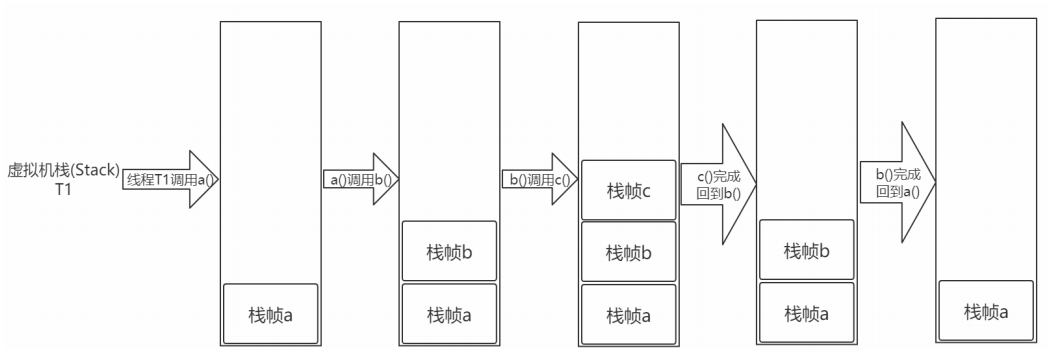 虚拟机栈(Stack)
T1
线程T1调用a()
栈帧a
a()调用b()
栈帧b
栈帧a
b()调用c()
栈帧c
栈帧b
栈帧a
c()完成
回到b()
栈帧b
栈帧a
b()完成
回到a()
栈帧a